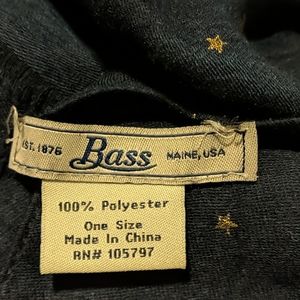 EST. 1876 Bass MAINE, USA
100% Polyester
One Size
Made In China
RN# 105797